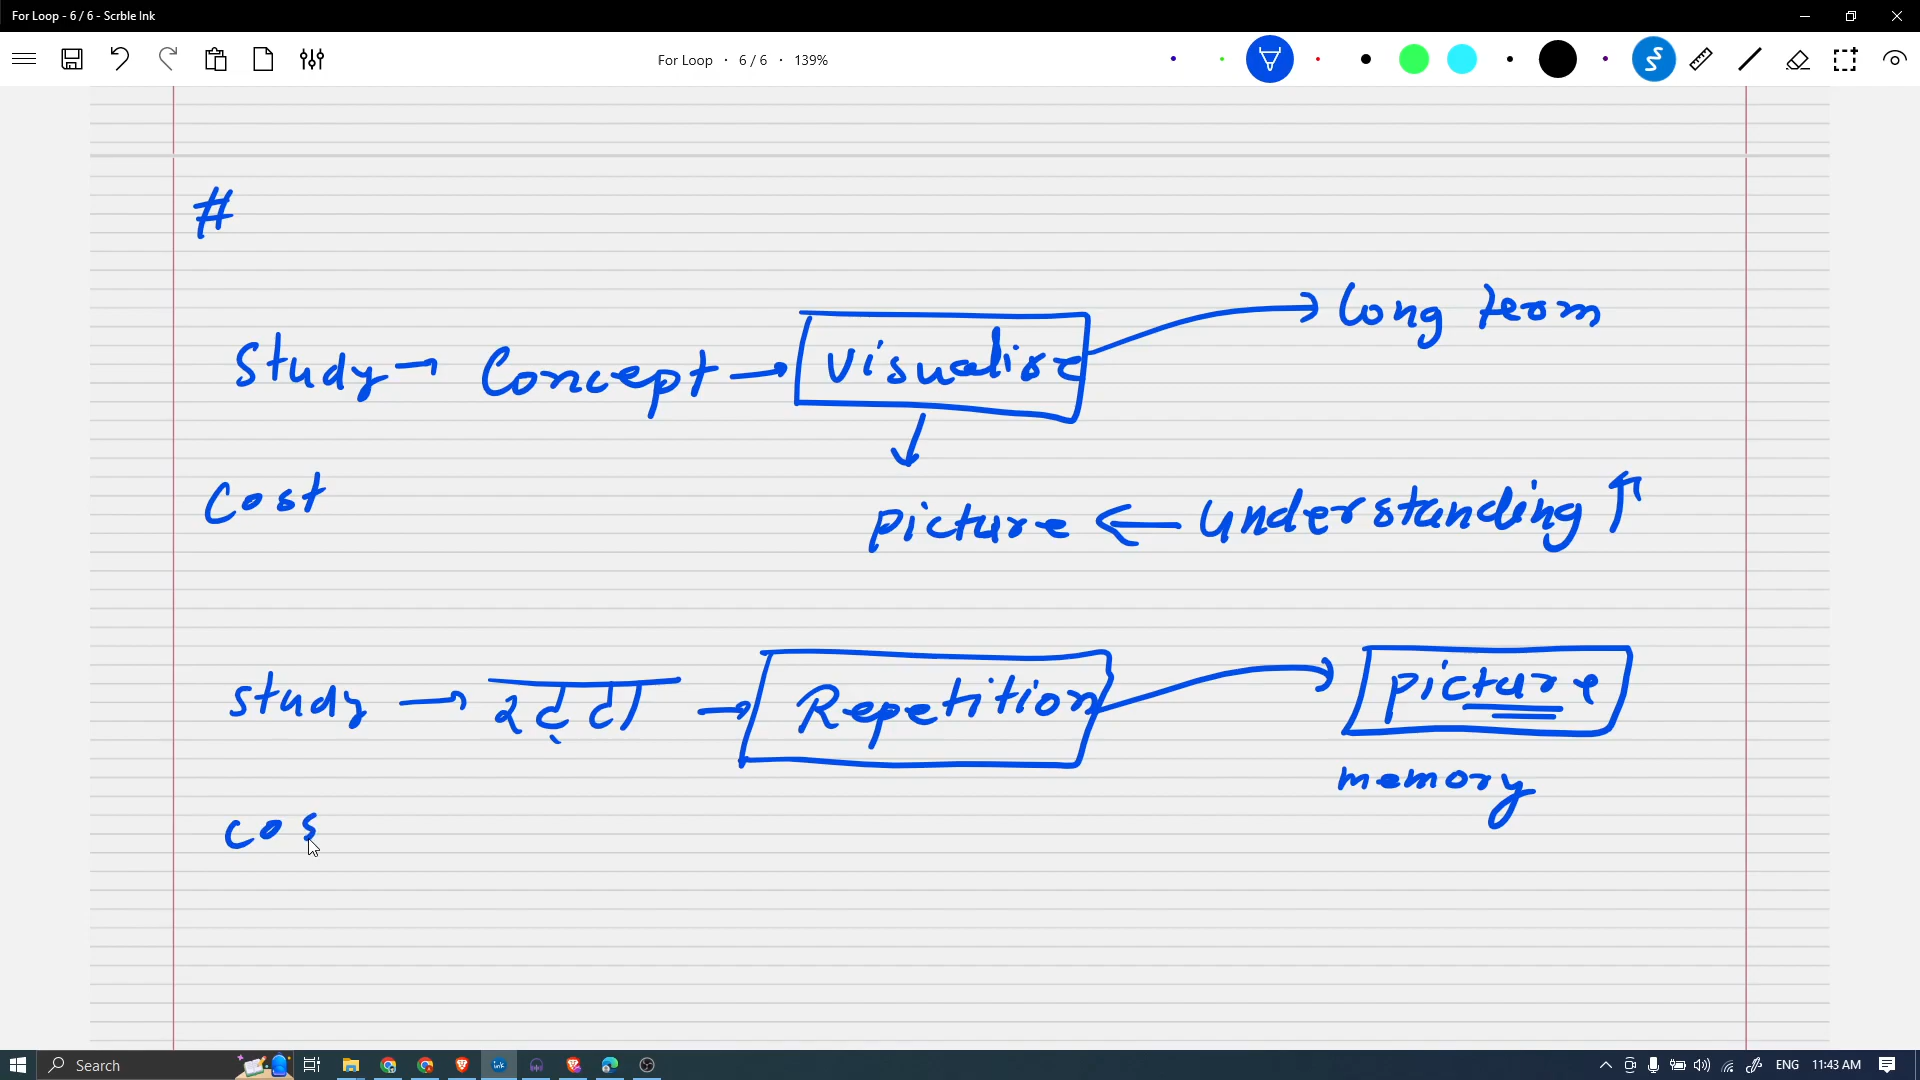 For Loop - 6 / 6 - Scrble Ink
For Loop · 6 / 6 · 139%
#
Study → Concept → Visualize → long term
Cost
picture ← understanding ↑
study → रट्टा → Repetition → picture
memory
cos
Search
ENG 11:43 AM